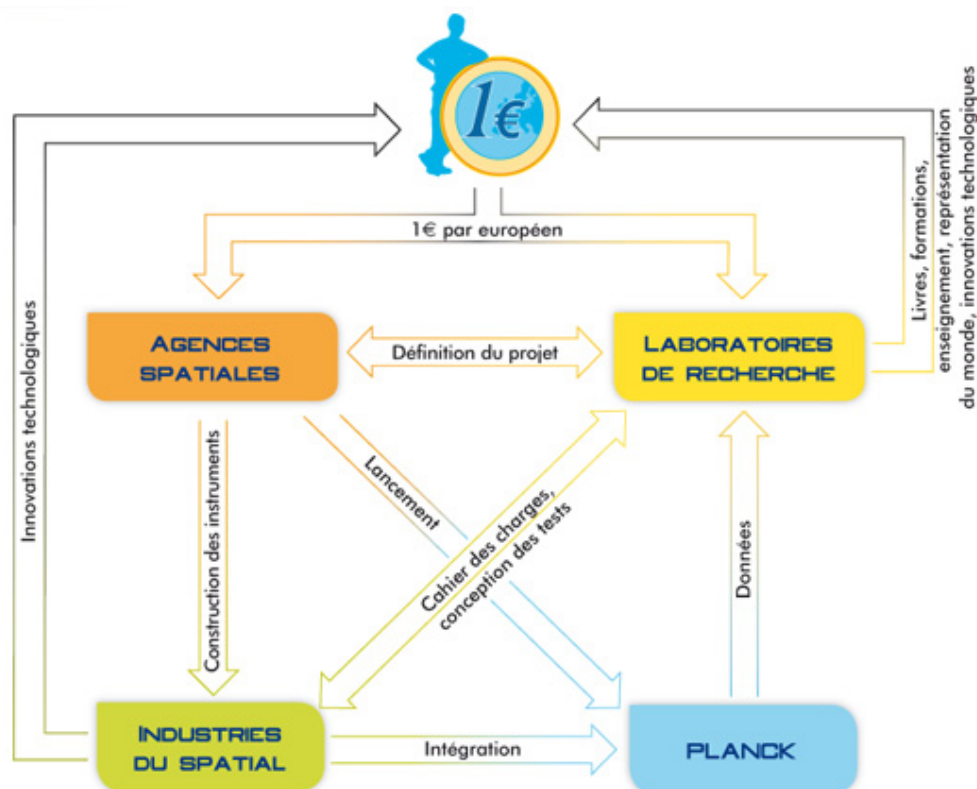 1€
1€ par européen
AGENCES
SPATIALES
Définition du projet
LABORATOIRES
DE RECHERCHE
Livres, formations,
enseignement, représentation
du monde, innovations technologiques
Innovations technologiques
Construction des instruments
Lancement
Cahier des charges,
conception des tests
Données
INDUSTRIES
DU SPATIAL
Intégration
PLANCK